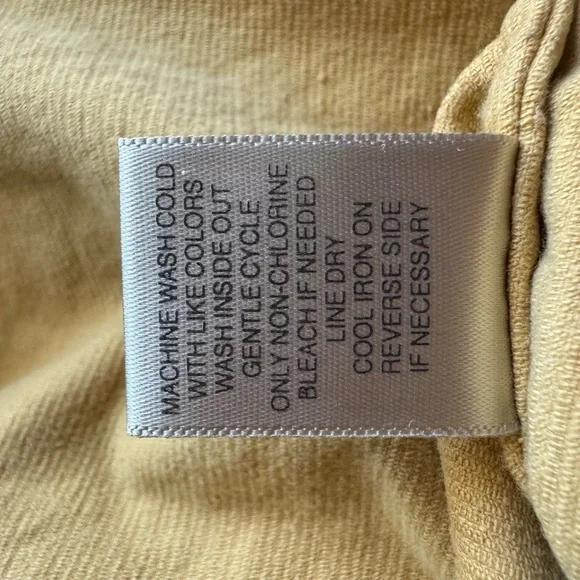 MACHINE WASH COLD
WITH LIKE COLORS
WASH INSIDE OUT
GENTLE CYCLE
ONLY NON-CHLORINE
BLEACH IF NEEDED
LINE DRY
COOL IRON ON
REVERSE SIDE
IF NECESSARY